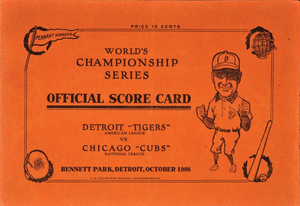 PRICE 10 CENTS
PENNANT WINNERS
WORLD'S
CHAMPIONSHIP
SERIES
OFFICIAL SCORE CARD
DETROIT "TIGERS"
AMERICAN LEAGUE
VS.
CHICAGO "CUBS"
NATIONAL LEAGUE
BENNETT PARK, DETROIT, OCTOBER 1908
D